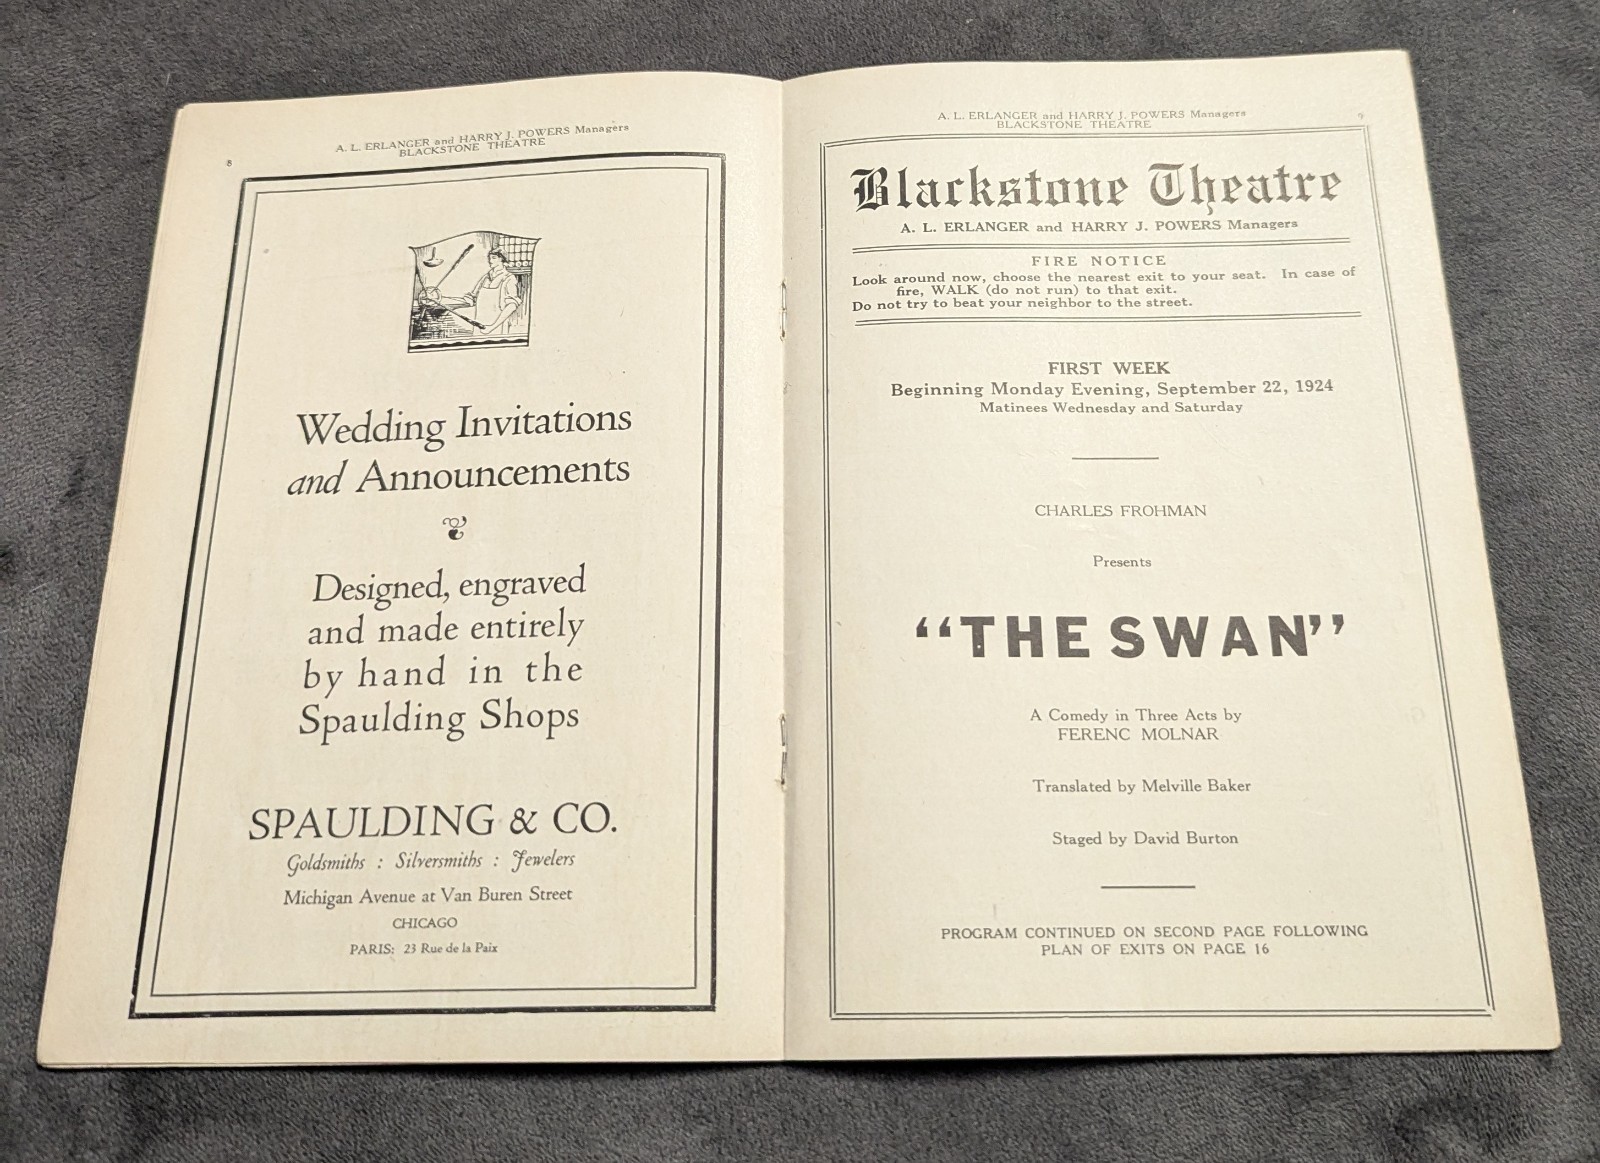 A. L. ERLANGER and HARRY J. POWERS Managers
BLACKSTONE THEATRE
8
Wedding Invitations
and Announcements
Designed, engraved
and made entirely
by hand in the
Spaulding Shops
SPAULDING & CO.
Goldsmiths : Silversmiths : Jewelers
Michigan Avenue at Van Buren Street
CHICAGO
PARIS: 23 Rue de la Paix
A. L. ERLANGER and HARRY J. POWERS Managers
BLACKSTONE THEATRE
9
Blackstone Theatre
A. L. ERLANGER and HARRY J. POWERS Managers
FIRE NOTICE
Look around now, choose the nearest exit to your seat. In case of
fire, WALK (do not run) to that exit.
Do not try to beat your neighbor to the street.
FIRST WEEK
Beginning Monday Evening, September 22, 1924
Matinees Wednesday and Saturday
CHARLES FROHMAN
Presents
“THE SWAN”
A Comedy in Three Acts by
FERENC MOLNAR
Translated by Melville Baker
Staged by David Burton
PROGRAM CONTINUED ON SECOND PAGE FOLLOWING
PLAN OF EXITS ON PAGE 16